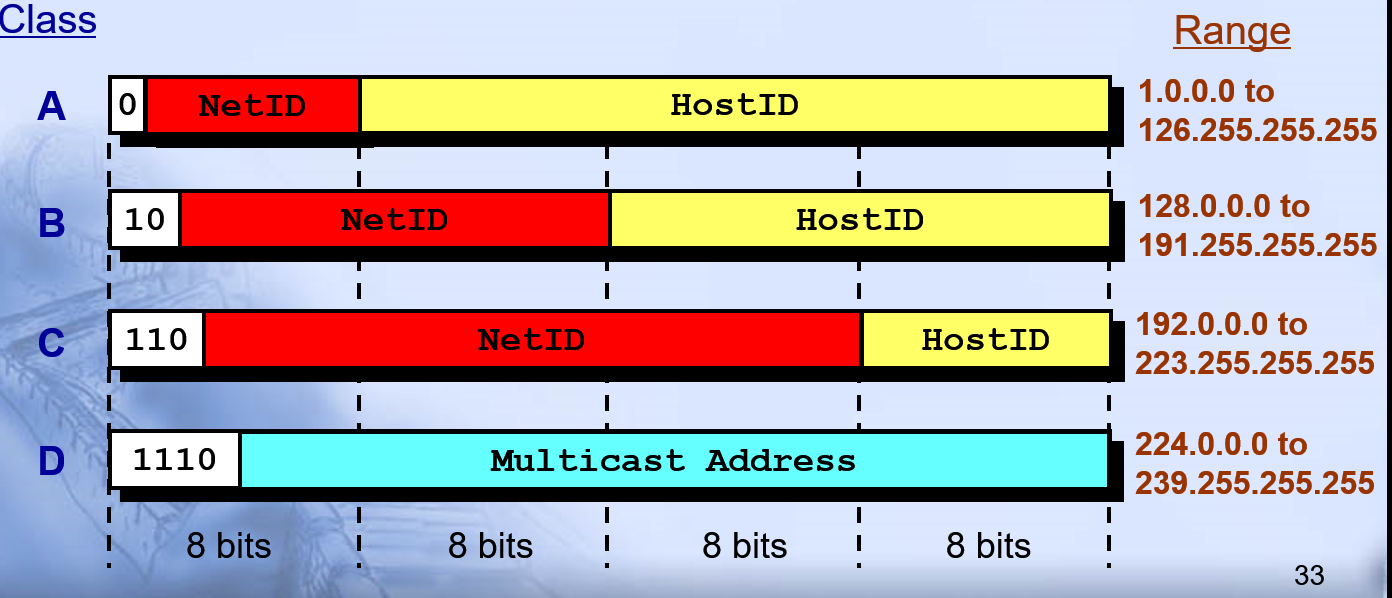 Class
Range
A
0
NetID
HostID
1.0.0.0 to
126.255.255.255
B
10
NetID
HostID
128.0.0.0 to
191.255.255.255
C
110
NetID
HostID
192.0.0.0 to
223.255.255.255
D
1110
Multicast Address
224.0.0.0 to
239.255.255.255
8 bits
8 bits
8 bits
8 bits
33